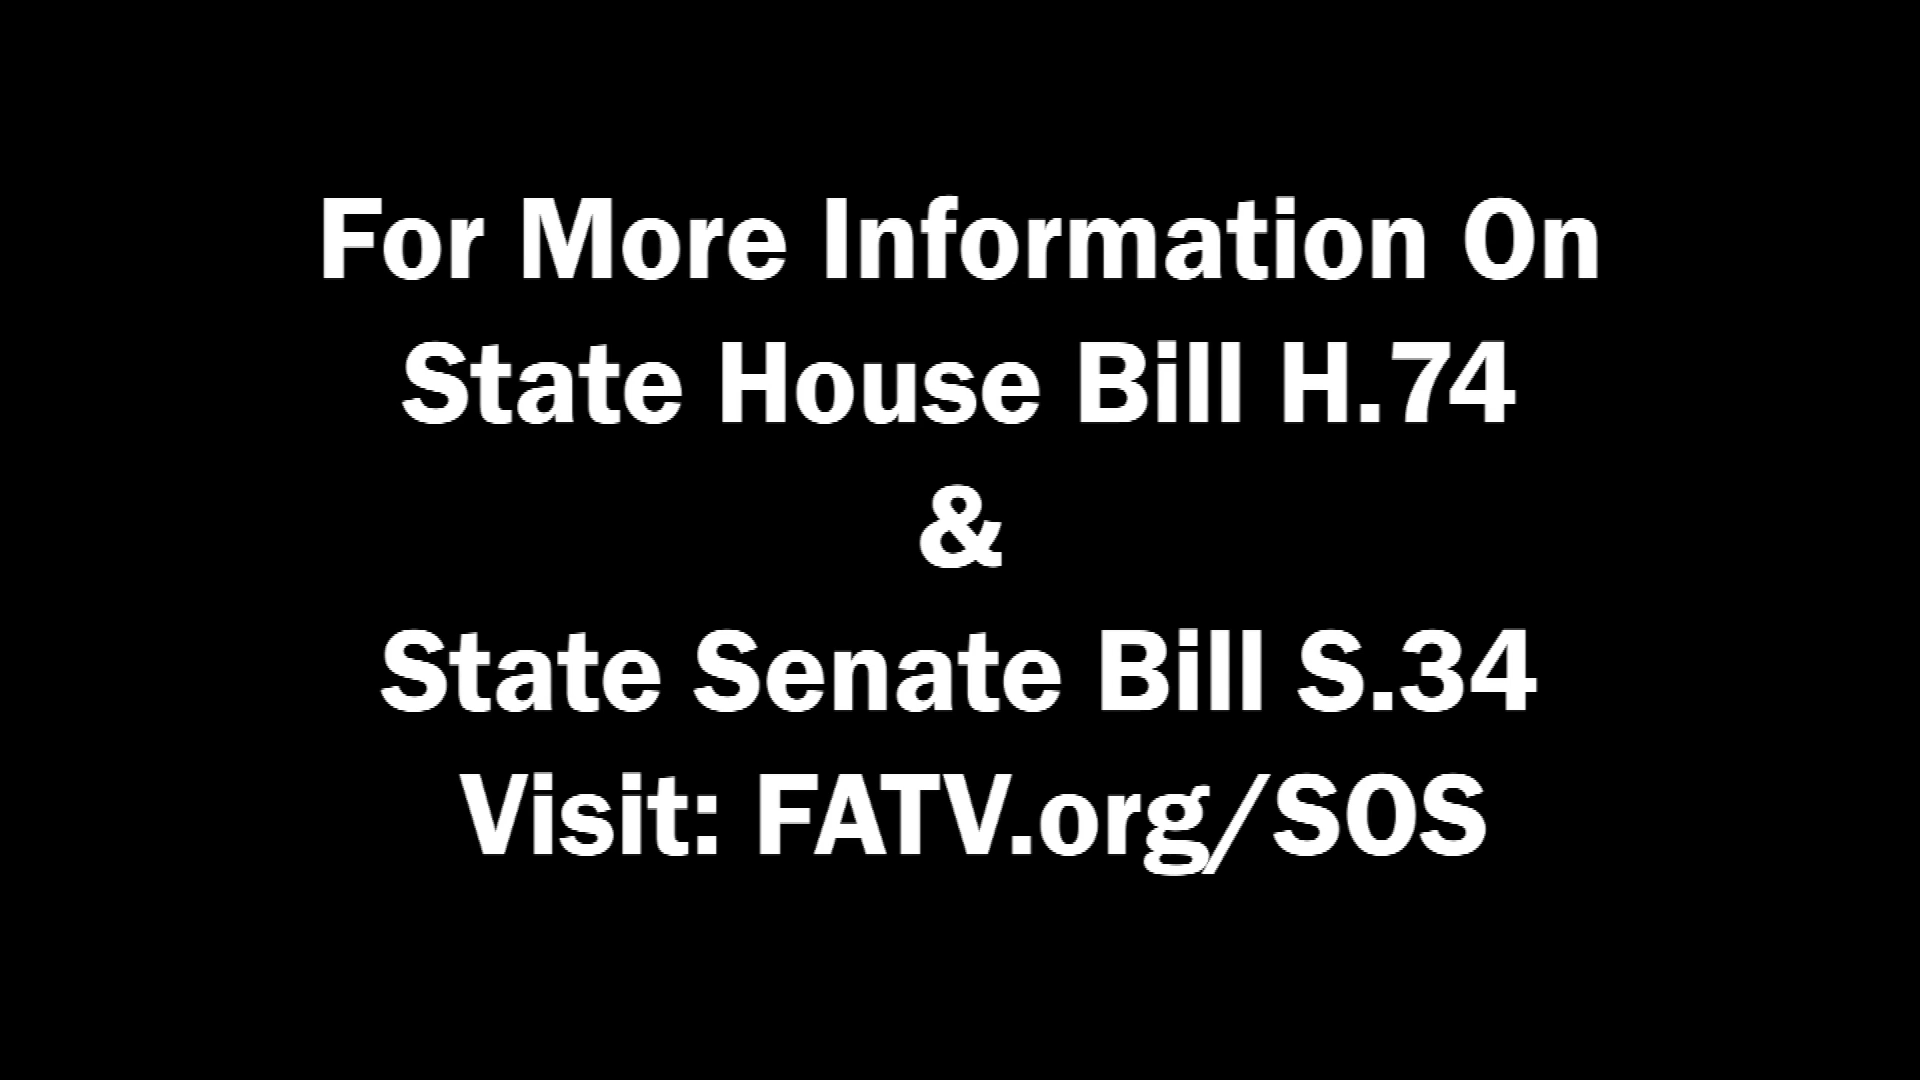 For More Information On
State House Bill H.74
&
State Senate Bill S.34
Visit: FATV.org/SOS